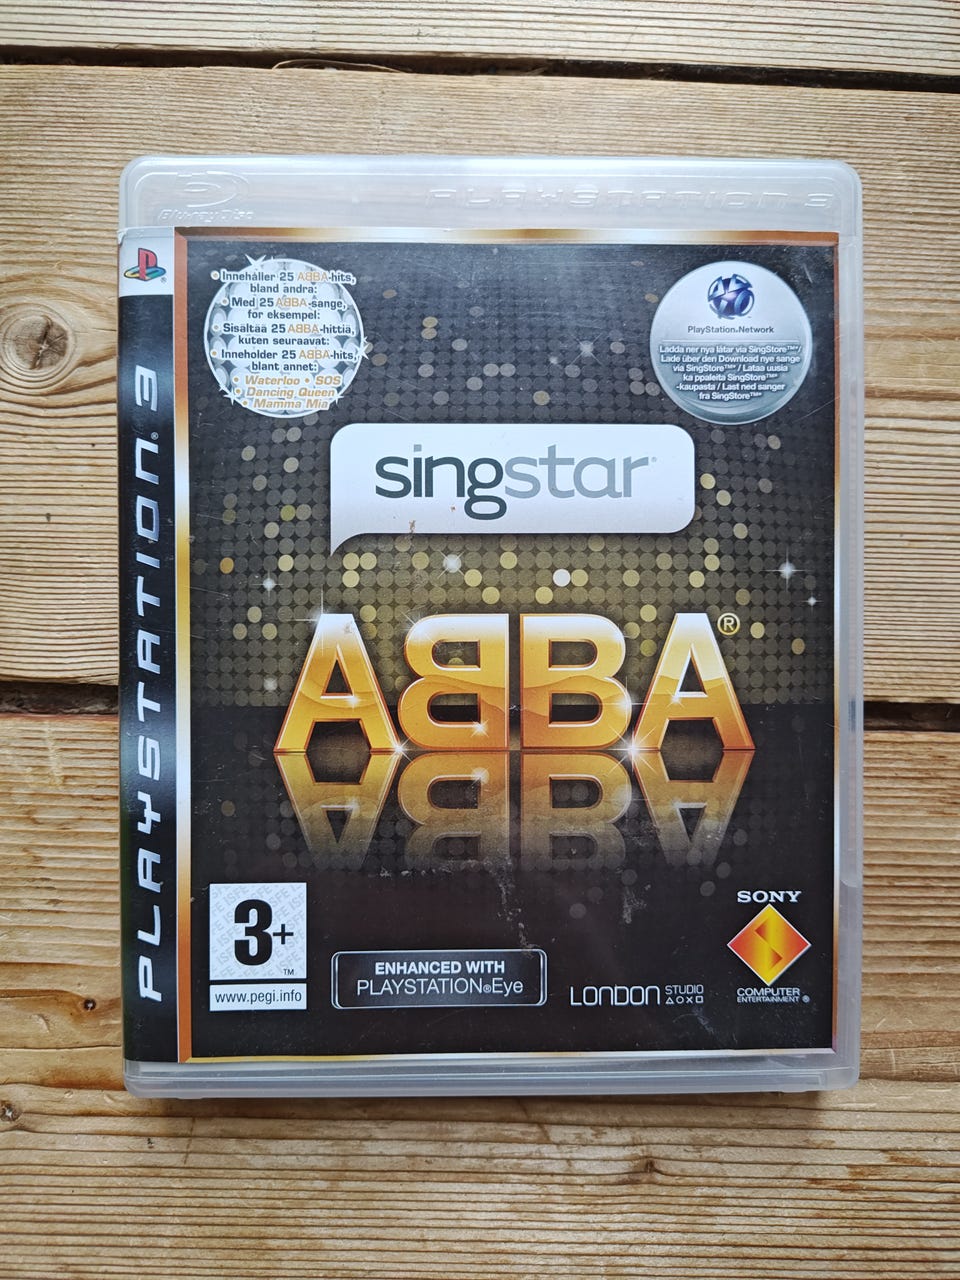 Blu-ray Disc
PLAYSTATION 3
PLAYSTATION®3
• Innehåller 25 ABBA-hits,
bland andra:
• Med 25 ABBA-sange,
for eksempel:
• Sisältää 25 ABBA-hittiä,
kuten seuraavat:
• Inneholder 25 ABBA-hits,
blant annet:
• Waterloo • SOS
• Dancing Queen
• Mamma Mia
PlayStation®Network
Ladda ner nya låtar via SingStore™*/
Lade über den Download nye sange
via SingStore™* / Lataa uusia
ka ppaleita SingStore™*
-kaupasta / Last ned sanger
fra SingStore™*
singstar®
ABBA®
3+
™
www.pegi.info
ENHANCED WITH
PLAYSTATION®Eye
LONDON STUDIO
SONY
COMPUTER
ENTERTAINMENT®